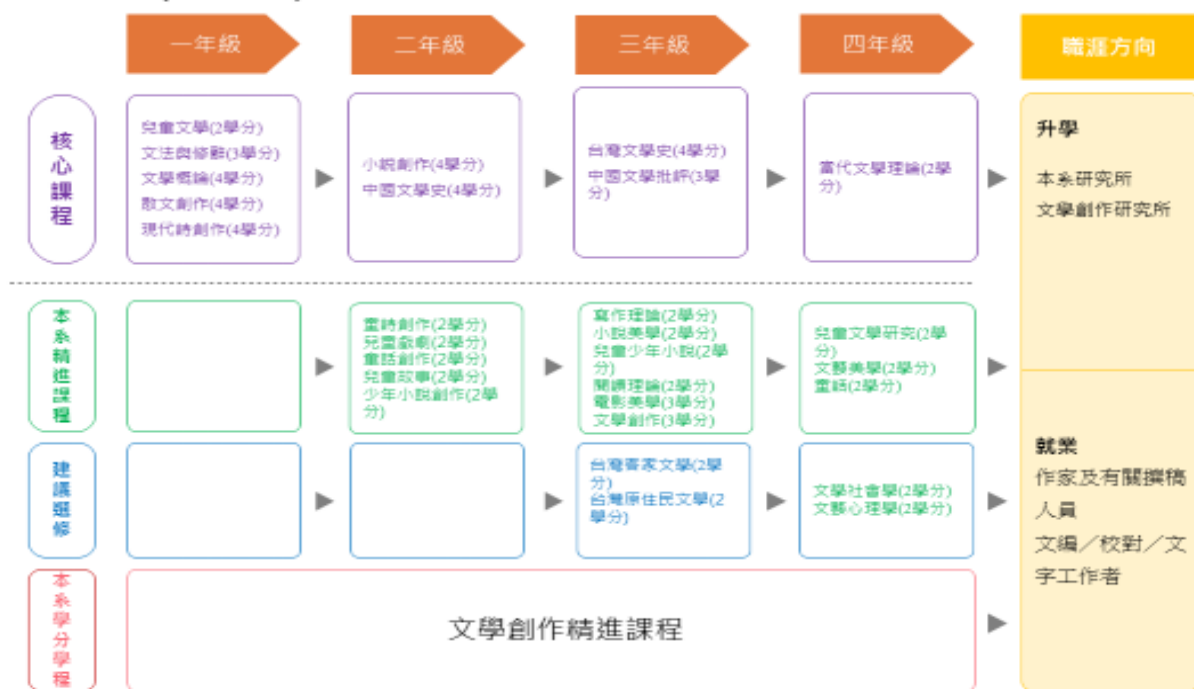 一年級
二年級
三年級
四年級
職涯方向
核心課程
兒童文學(2學分)
文法與修辭(3學分)
文學概論(4學分)
散文創作(4學分)
現代詩創作(4學分)
小說創作(4學分)
中國文學史(4學分)
台灣文學史(4學分)
中國文學批評(3學
分)
當代文學理論(2學
分)
升學
本系研究所
文學創作研究所
本系精進課程
童詩創作(2學分)
兒童戲劇(2學分)
童話創作(2學分)
兒童故事(2學分)
少年小說創作(2學
分)
寫作理論(2學分)
小說美學(2學分)
兒童少年小說(2學
分)
閱讀理論(2學分)
電影美學(3學分)
文學創作(3學分)
兒童文學研究(2學
分)
文藝美學(2學分)
童話(2學分)
建議選修
台灣客家文學(2學
分)
台灣原住民文學(2
學分)
文學社會學(2學分)
文藝心理學(2學分)
就業
作家及有關撰稿
人員
文編／校對／文
字工作者
本系學分學程
文學創作精進課程